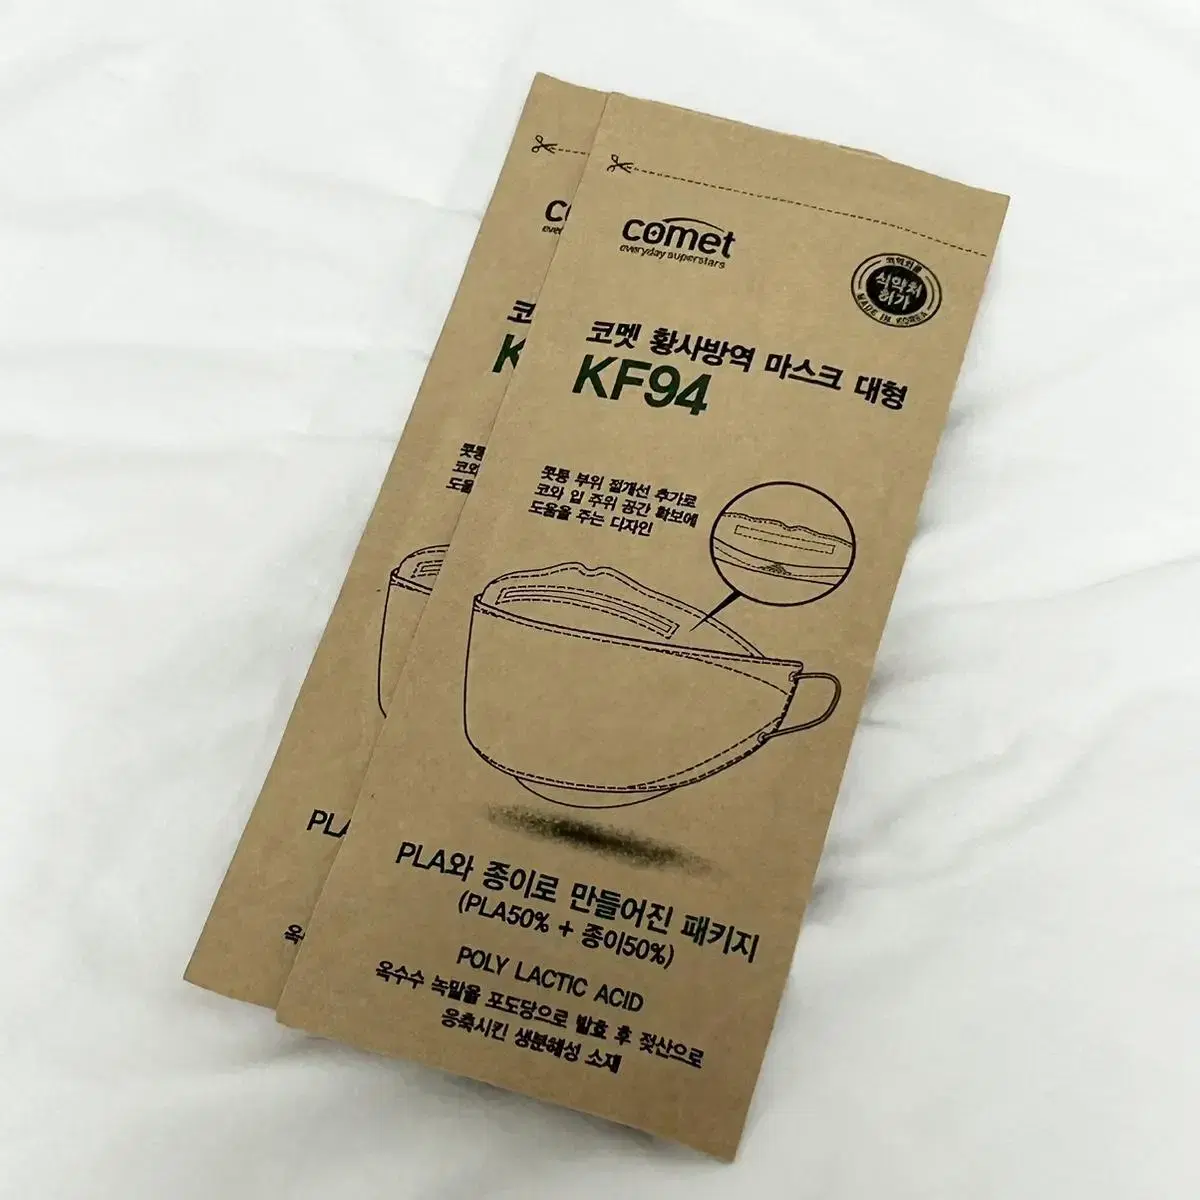 comet
everyday superstars
의약외품
식약처
허가
MADE IN KOREA
코멧 황사방역 마스크 대형
KF94
콧등 부위 절개선 추가로
코와 입 주위 공간 확보에
도움을 주는 디자인
PLA와 종이로 만들어진 패키지
(PLA50% + 종이50%)
POLY LACTIC ACID
옥수수 녹말을 포도당으로 발효 후 젖산으로
응축시킨 생분해성 소재